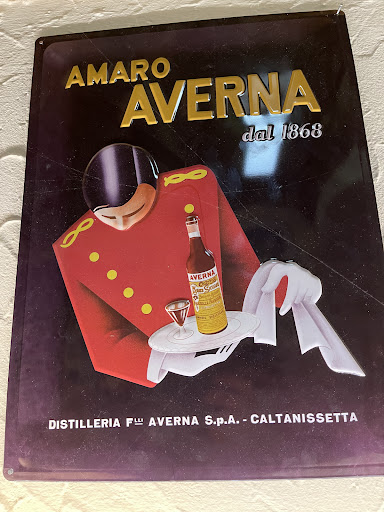 AMARO
AVERNA
dal 1868
AVERNA
DISTILLERIA F.LLI AVERNA S.p.A. - CALTANISSETTA